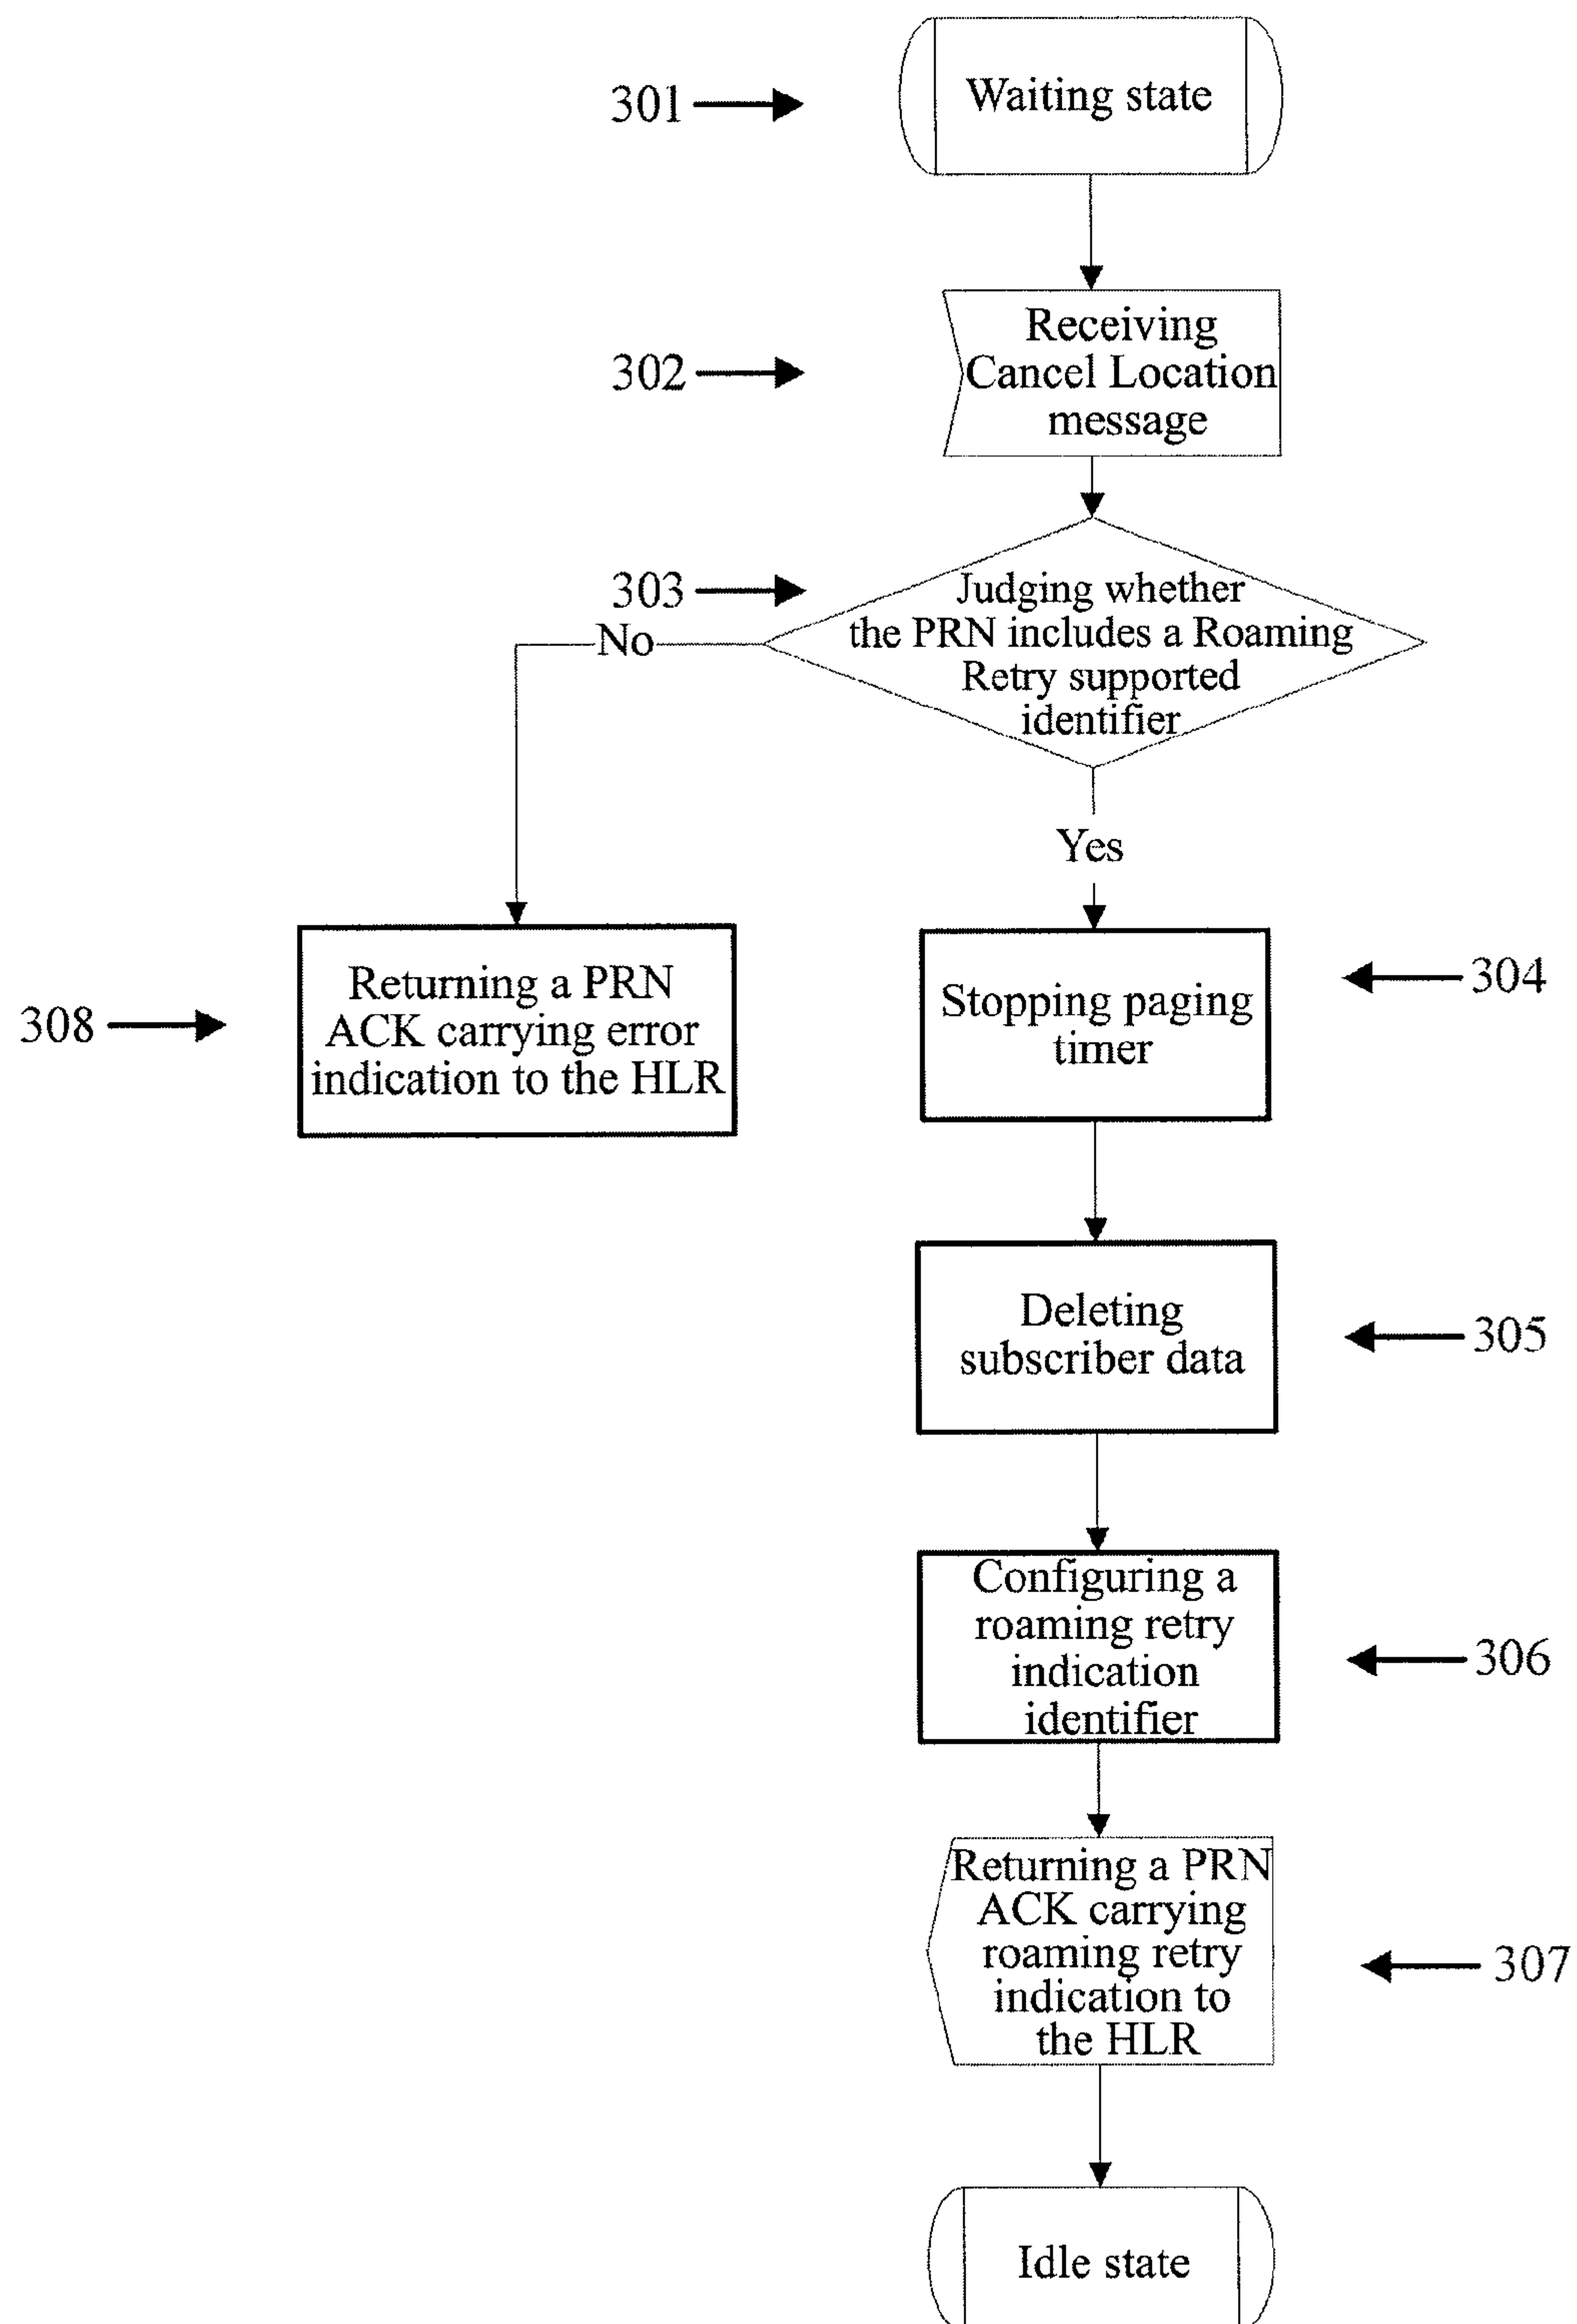 301
Waiting state
302
Receiving
Cancel Location
message
303
Judging whether
the PRN includes a Roaming
Retry supported
identifier
No
Yes
308
Returning a PRN
ACK carrying error
indication to the HLR
Stopping paging
timer
304
Deleting
subscriber data
305
Configuring a
roaming retry
indication
identifier
306
Returning a PRN
ACK carrying
roaming retry
indication to
the HLR
307
Idle state